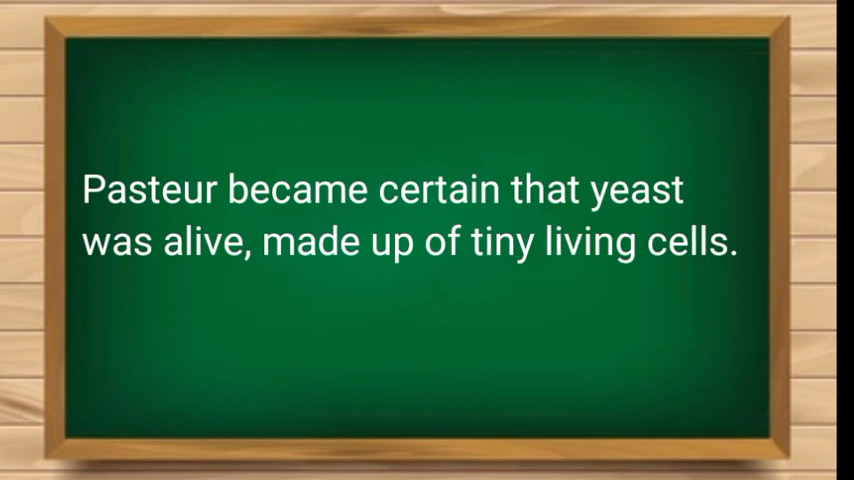 Pasteur became certain that yeast
was alive, made up of tiny living cells.